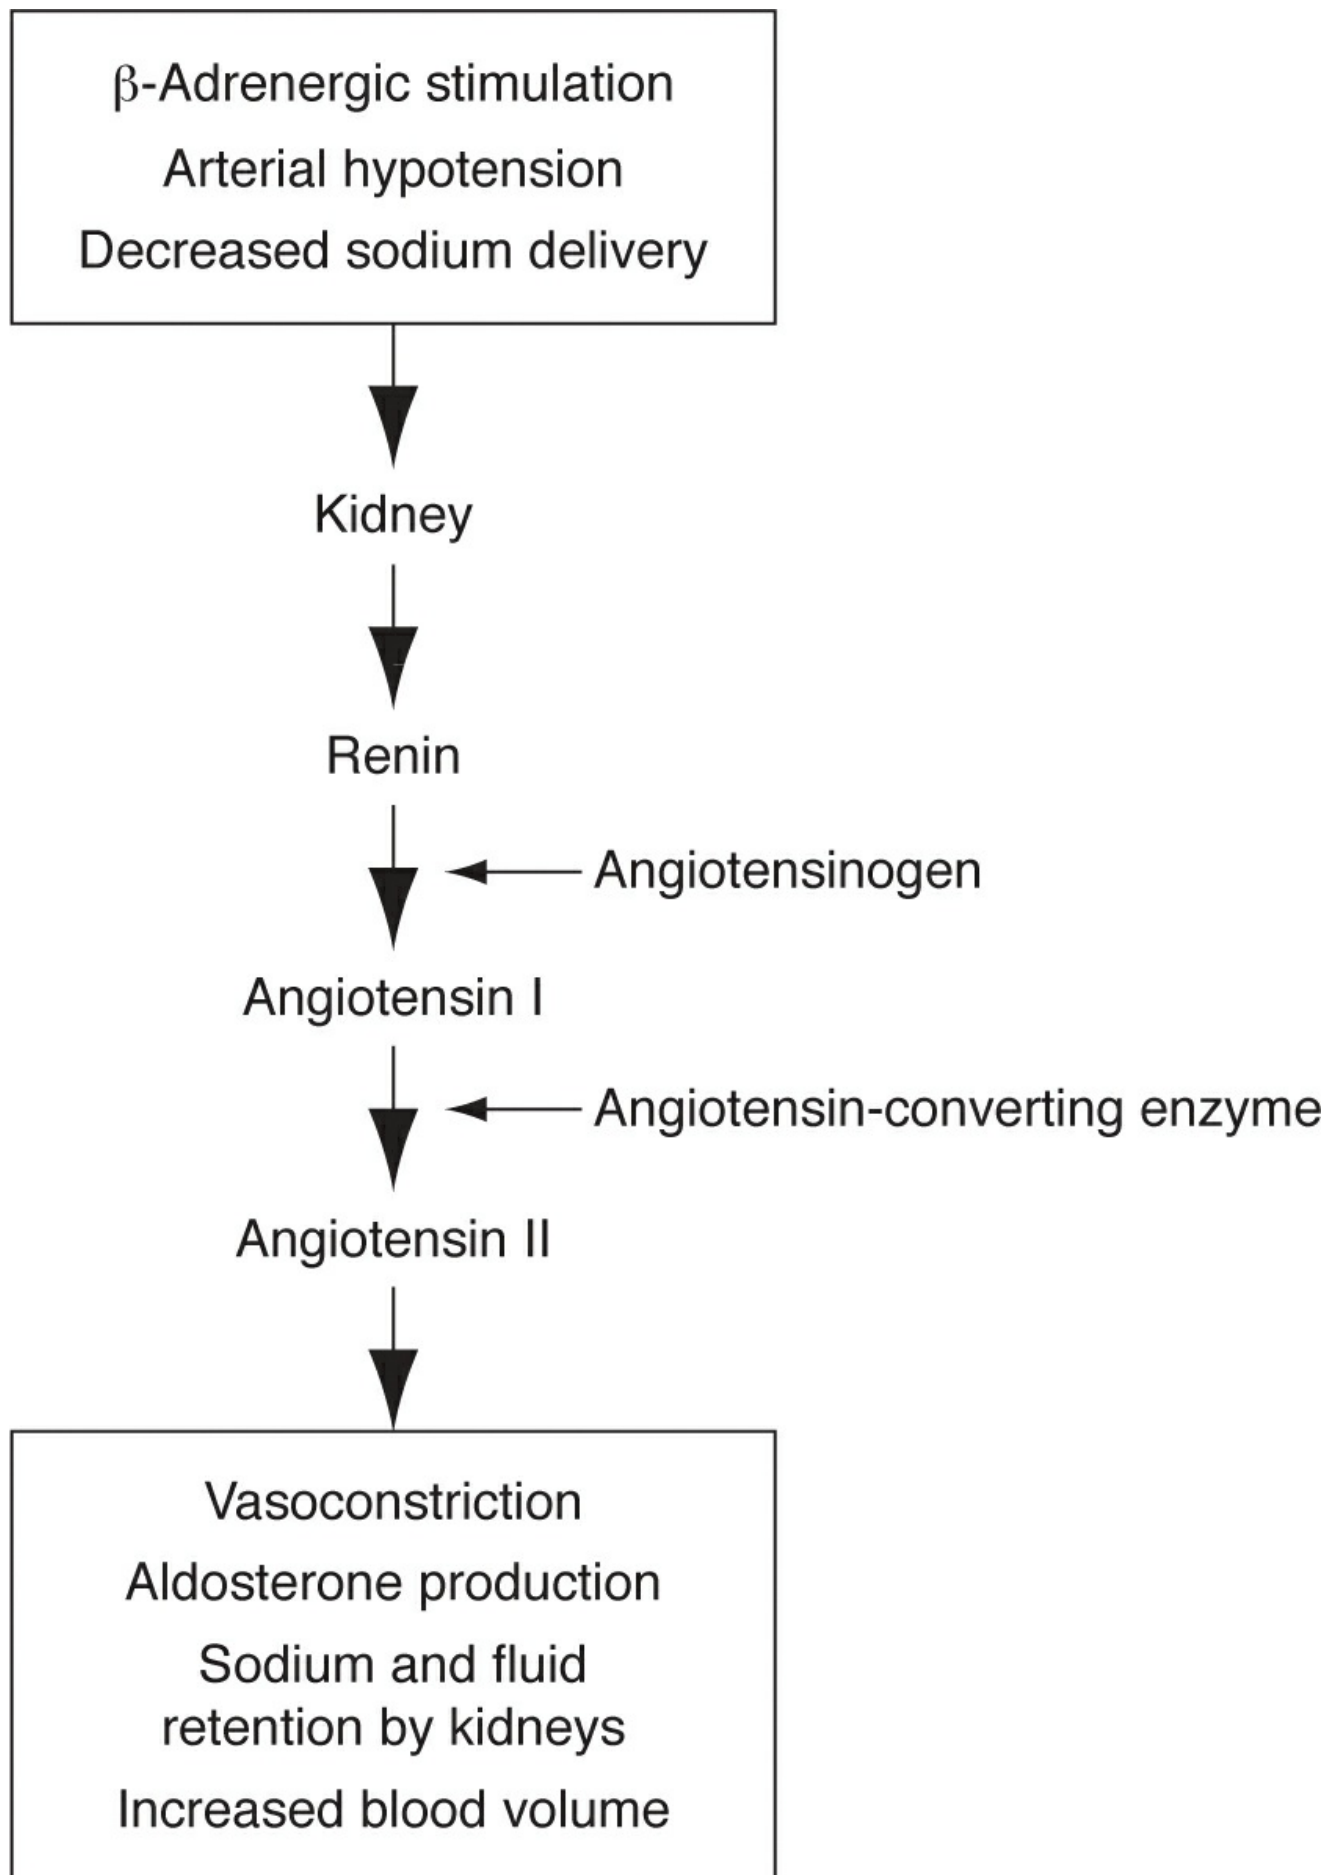 β-Adrenergic stimulation
Arterial hypotension
Decreased sodium delivery
Kidney
Renin
Angiotensinogen
Angiotensin I
Angiotensin-converting enzyme
Angiotensin II
Vasoconstriction
Aldosterone production
Sodium and fluid
retention by kidneys
Increased blood volume